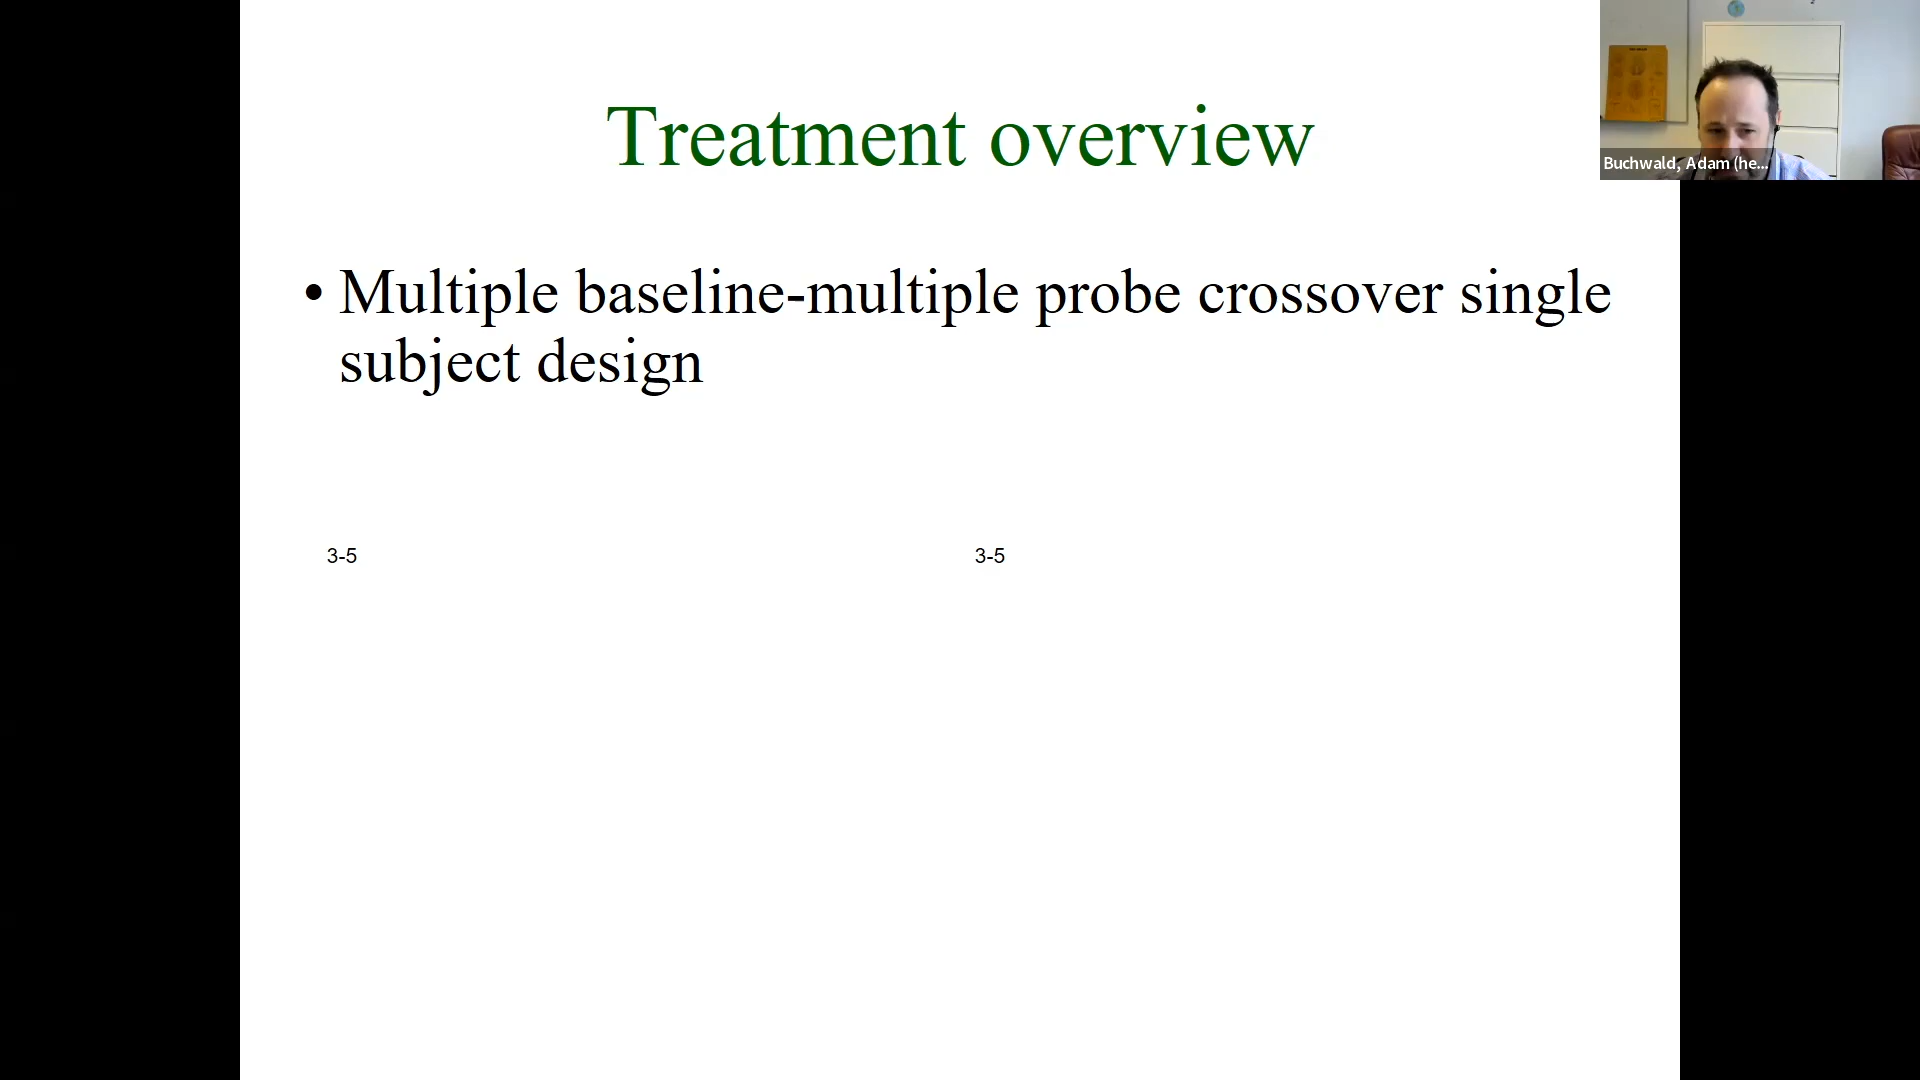 Treatment overview
Buchwald, Adam (he...
• Multiple baseline-multiple probe crossover single
subject design
3-5
3-5